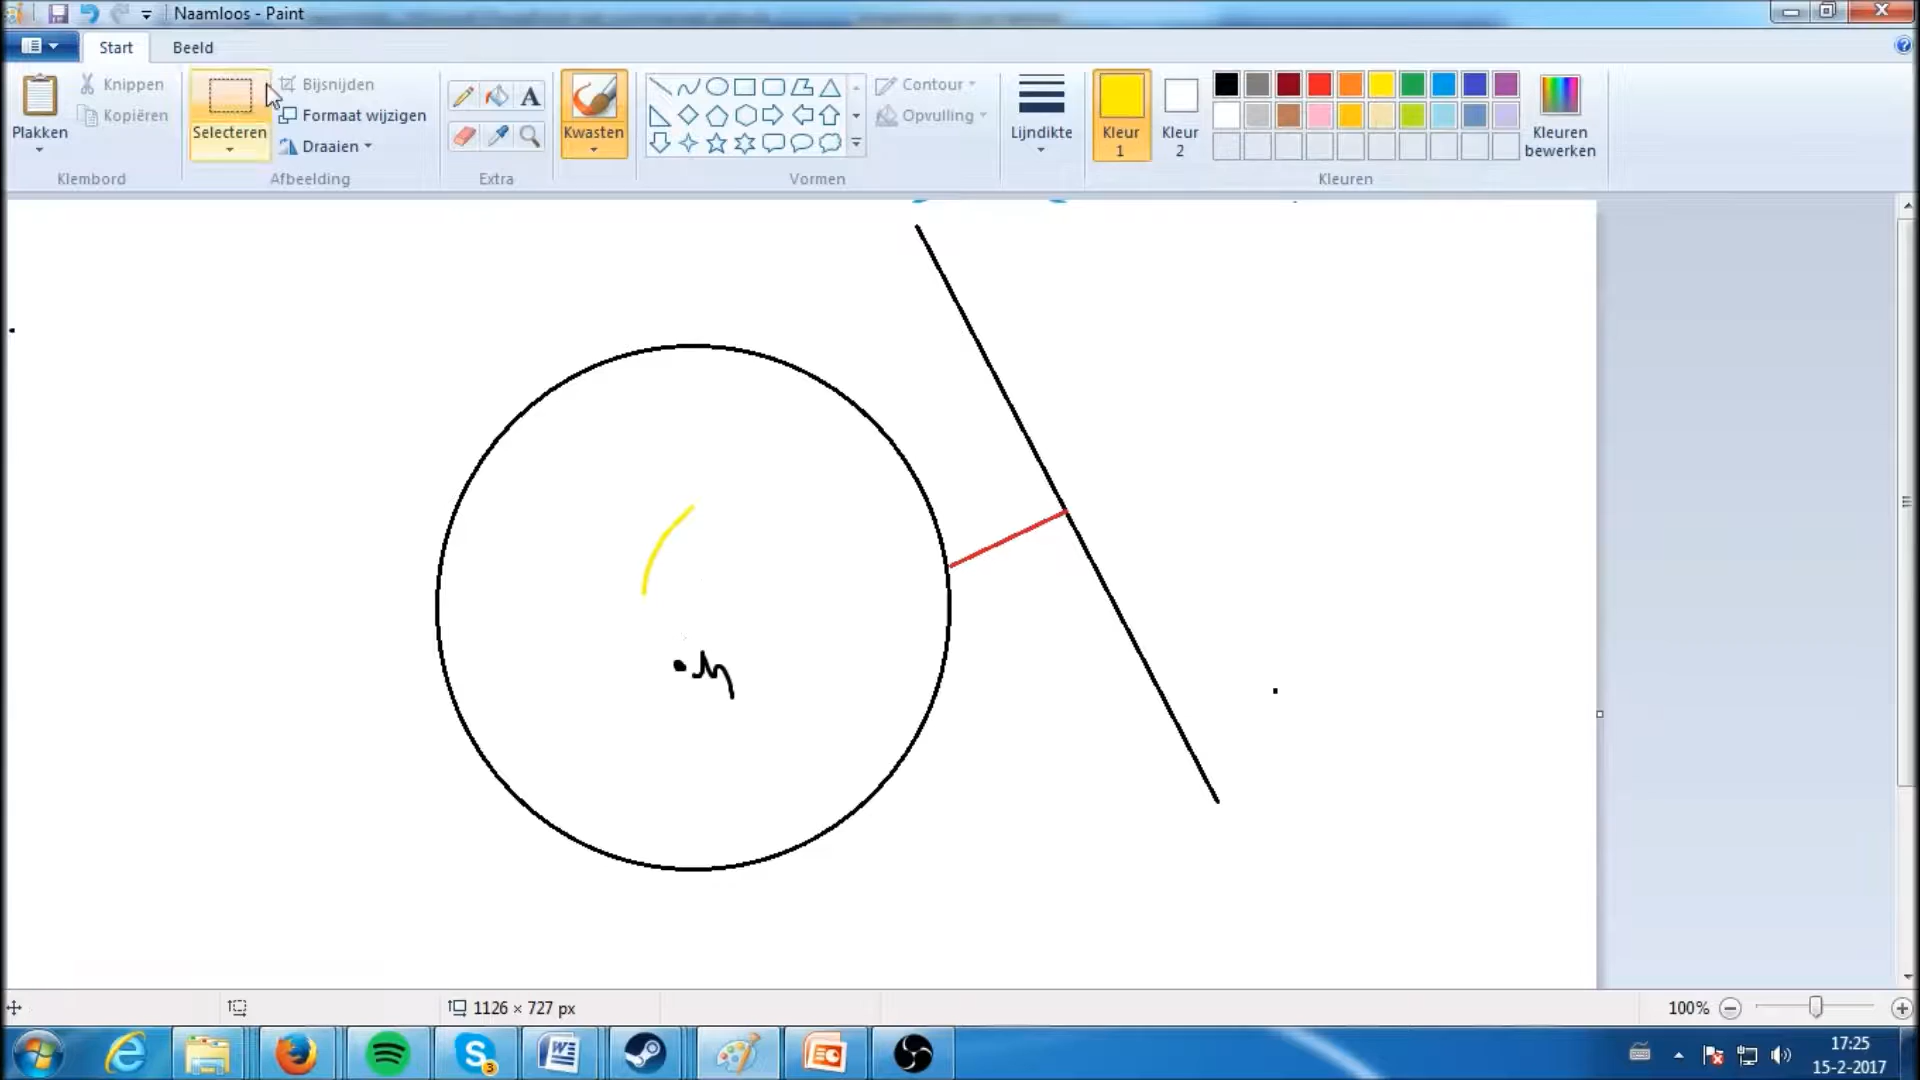 Naamloos - Paint
Start Beeld
Plakken
Knippen
Kopiëren
Klembord
Selecteren
Bijsnijden
Formaat wijzigen
Draaien
Afbeelding
A
Extra
Kwasten
Vormen
Contour
Opvulling
Lijndikte
Kleur 1
Kleur 2
Kleuren bewerken
Kleuren
M
1126 × 727 px
100%
3
17:25
15-2-2017